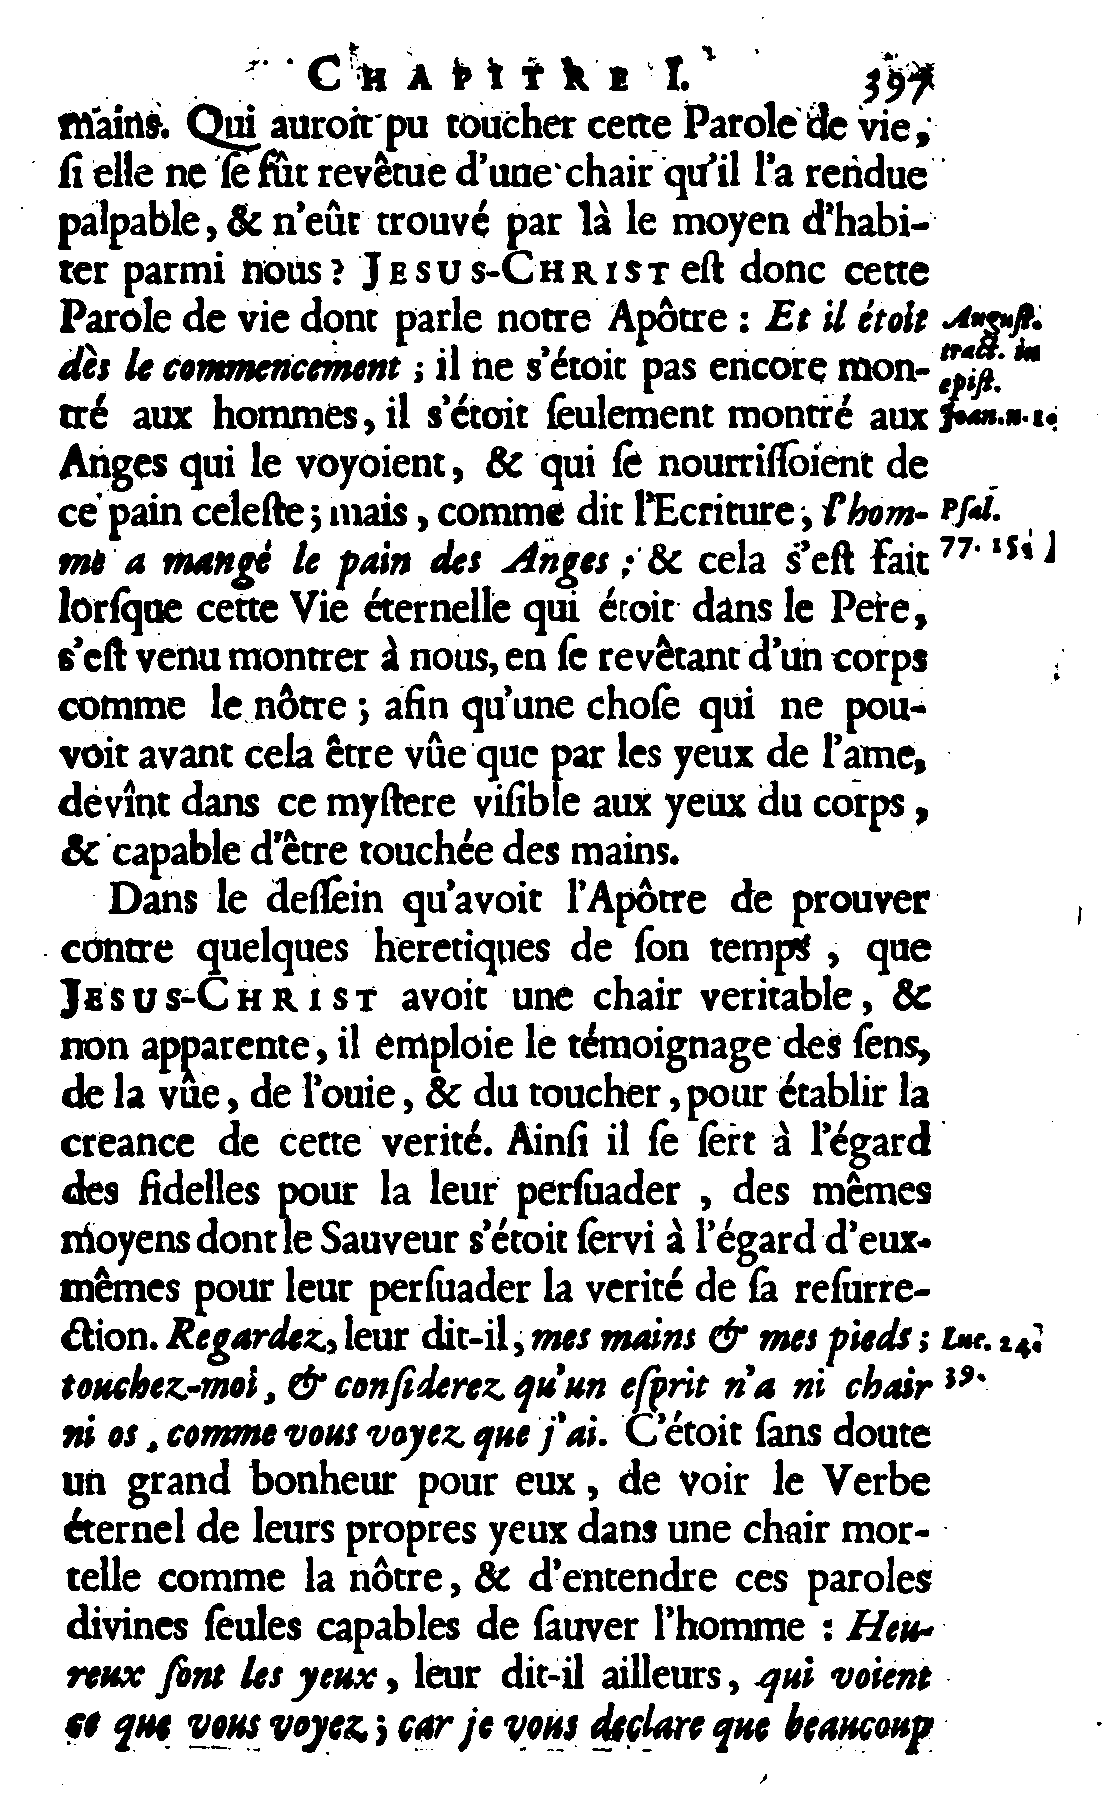 CHAPITRE I. 397
mains. Qui auroit pu toucher cette Parole de vie,
ſi elle ne ſe fût revêtue d'une chair qu'il l'a rendue
palpable, & n'eût trouvé par là le moyen d'habi-
ter parmi nous? JESUS-CHRIST eſt donc cette
Parole de vie dont parle notre Apôtre : Et il étoit
dès le commencement ; il ne s'étoit pas encore mon-
tré aux hommes, il s'étoit ſeulement montré aux
Anges qui le voyoient, & qui ſe nourriſſoient de
ce pain celeſte ; mais, comme dit l'Ecriture, l'hom-
me a mangé le pain des Anges ; & cela s'eſt fait
lorſque cette Vie éternelle qui étoit dans le Pere,
s'eſt venu montrer à nous, en ſe revêtant d'un corps
comme le nôtre ; afin qu'une choſe qui ne pou-
voit avant cela être vûe que par les yeux de l'ame,
devînt dans ce myſtere viſible aux yeux du corps,
& capable d'être touchée des mains.
Dans le deſſein qu'avoit l'Apôtre de prouver
contre quelques heretiques de ſon temps, que
JESUS-CHRIST avoit une chair veritable, &
non apparente, il emploie le témoignage des ſens,
de la vûe, de l'ouie, & du toucher, pour établir la
creance de cette verité. Ainſi il ſe ſert à l'égard
des fidelles pour la leur perſuader, des mêmes
moyens dont le Sauveur s'étoit ſervi à l'égard d'eux-
mêmes pour leur perſuader la verité de ſa reſurre-
ction. Regardez, leur dit-il, mes mains & mes pieds ;
touchez-moi, & conſiderez qu'un eſprit n'a ni chair
ni os, comme vous voyez que j'ai. C'étoit ſans doute
un grand bonheur pour eux, de voir le Verbe
éternel de leurs propres yeux dans une chair mor-
telle comme la nôtre, & d'entendre ces paroles
divines ſeules capables de ſauver l'homme : Heu-
reux ſont les yeux, leur dit-il ailleurs, qui voient
ce que vous voyez ; car je vous declare que beaucoup
Auguſt.
tract. in
epiſt.
Joan. n. 1.
Pſal.
77. 25.
Luc. 24.
39.